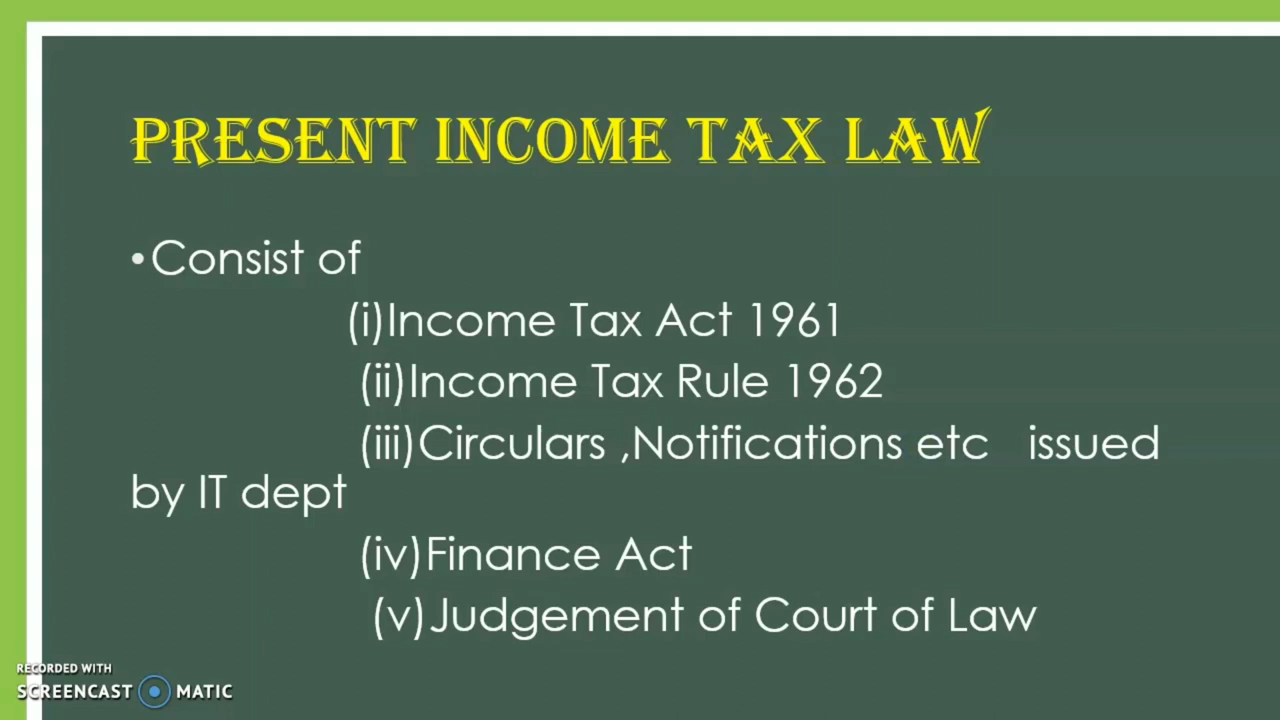 PRESENT INCOME TAX LAW
•Consist of
(i)Income Tax Act 1961
(ii)Income Tax Rule 1962
(iii)Circulars ,Notifications etc   issued
by IT dept
(iv)Finance Act
(v)Judgement of Court of Law
RECORDED WITH
SCREENCAST MATIC